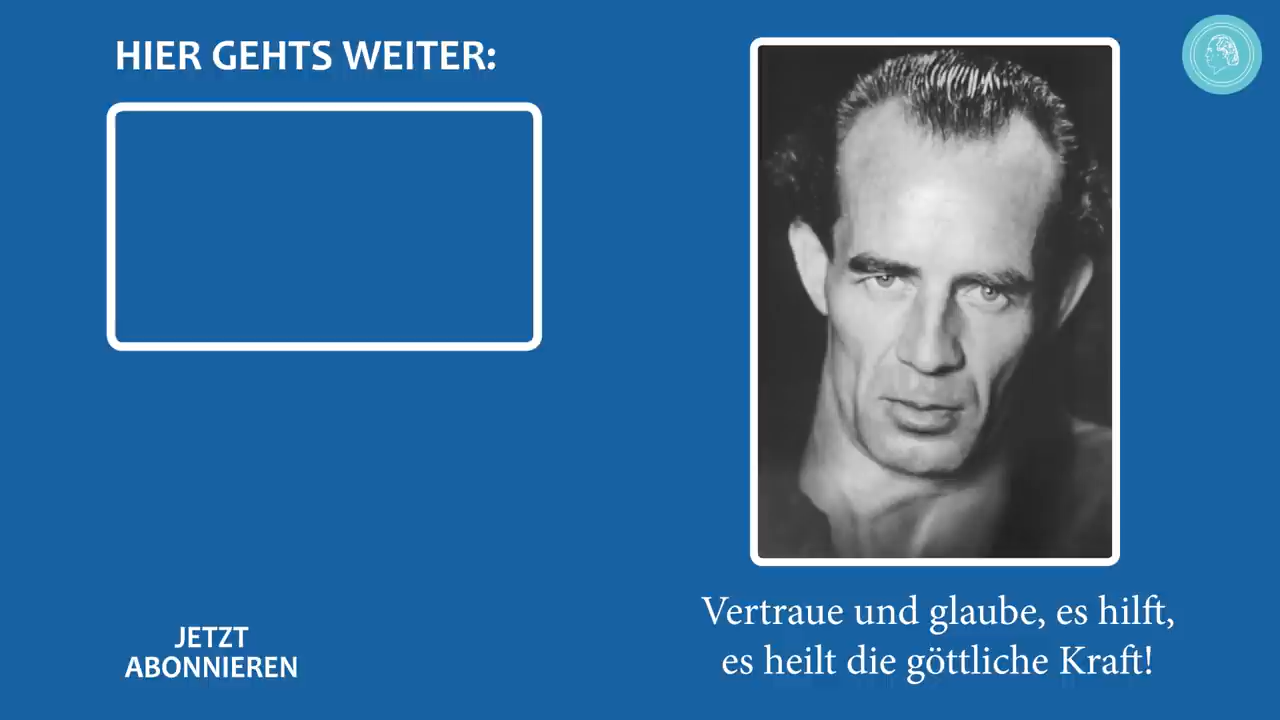 HIER GEHTS WEITER:
JETZT
ABONNIEREN
Vertraue und glaube, es hilft,
es heilt die göttliche Kraft!